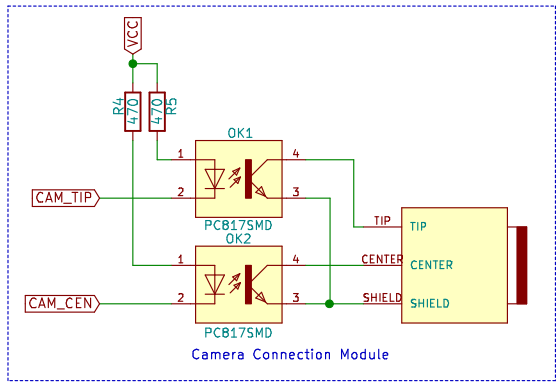 VCC
R4
470
470
R5
OK1
1
4
CAM_TIP
2
3
PC817SMD
OK2
TIP
TIP
1
4
CENTER
CENTER
CAM_CEN
2
3
SHIELD
SHIELD
PC817SMD
Camera Connection Module